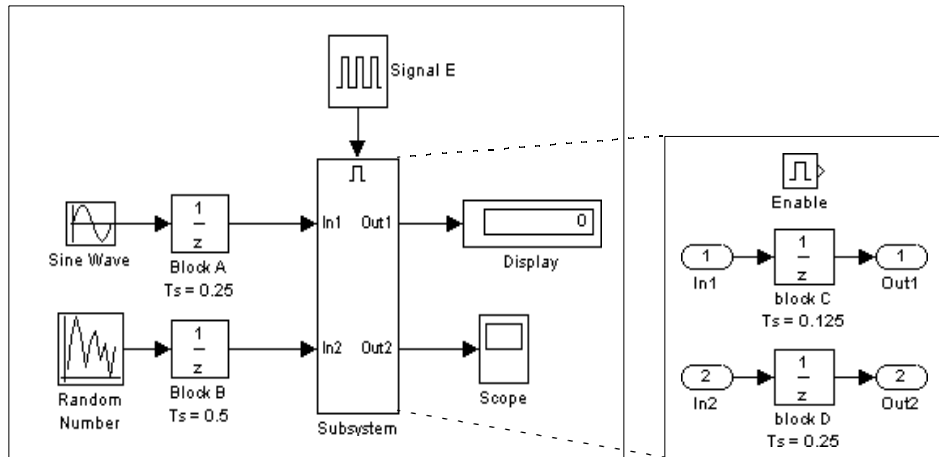 Signal E
In1
Out1
0
Sine Wave
1
z
Block A
Ts = 0.25
Display
In2
Out2
Random
Number
1
z
Block B
Ts = 0.5
Scope
Subsystem
Enable
1
In1
1
z
block C
Ts = 0.125
1
Out1
2
In2
1
z
block D
Ts = 0.25
2
Out2